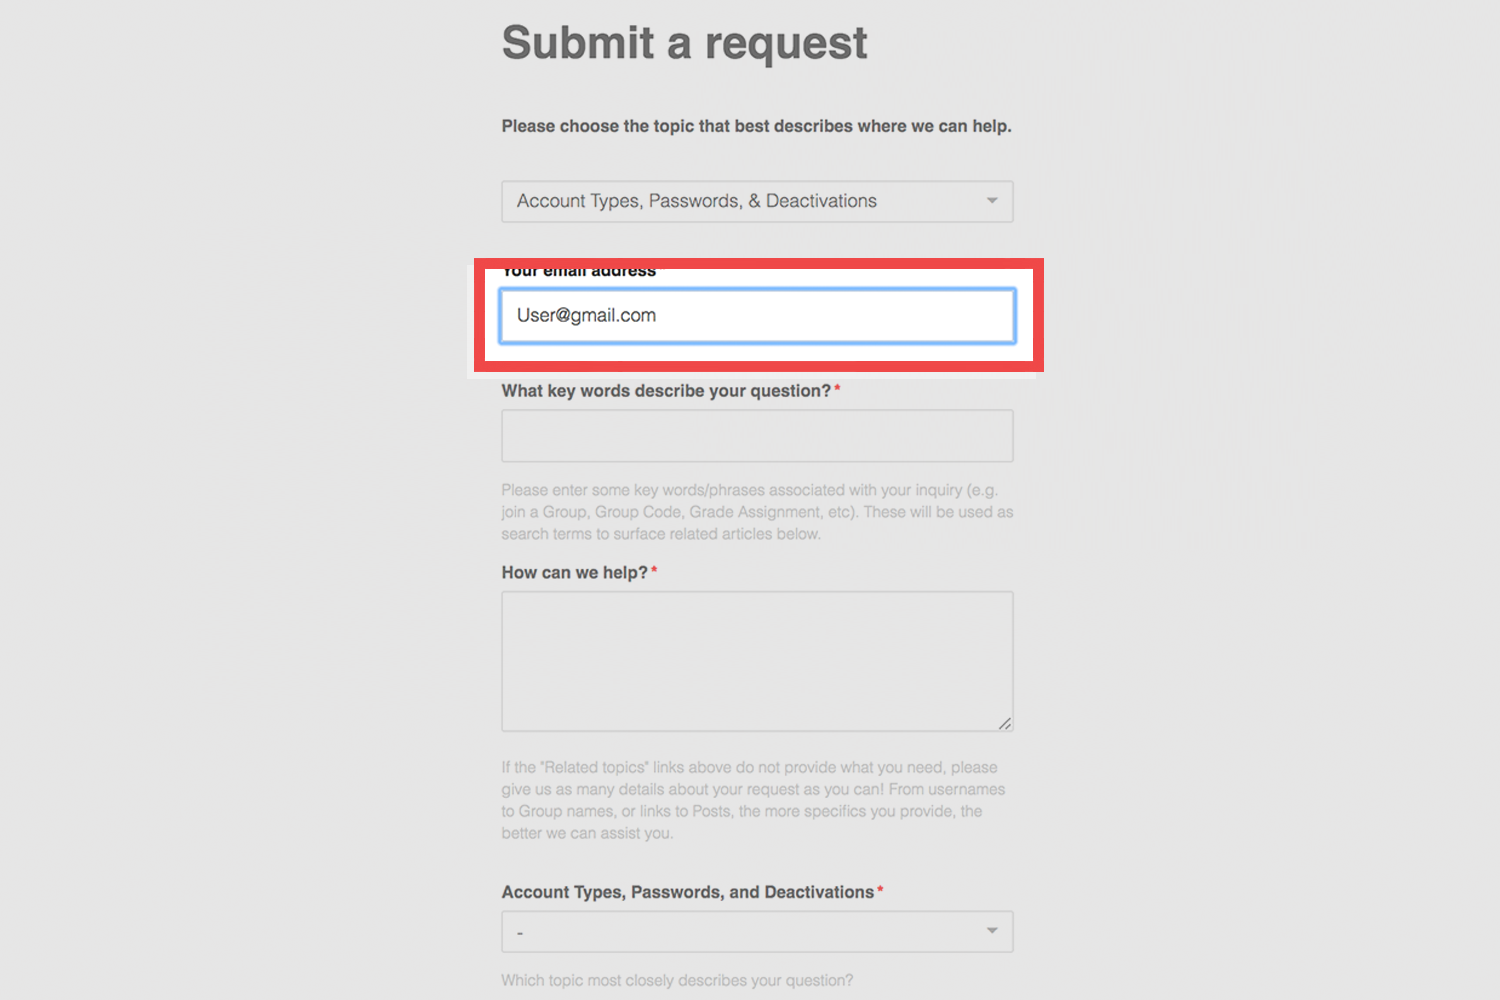 Submit a request
Please choose the topic that best describes where we can help.
Account Types, Passwords, & Deactivations
Your email address
User@gmail.com
What key words describe your question?*
Please enter some key words/phrases associated with your inquiry (e.g.
join a Group, Group Code, Grade Assignment, etc). These will be used as
search terms to surface related articles below.
How can we help?*
If the "Related topics" links above do not provide what you need, please
give us as many details about your request as you can! From usernames
to Group names, or links to Posts, the more specifics you provide, the
better we can assist you.
Account Types, Passwords, and Deactivations*
-
Which topic most closely describes your question?